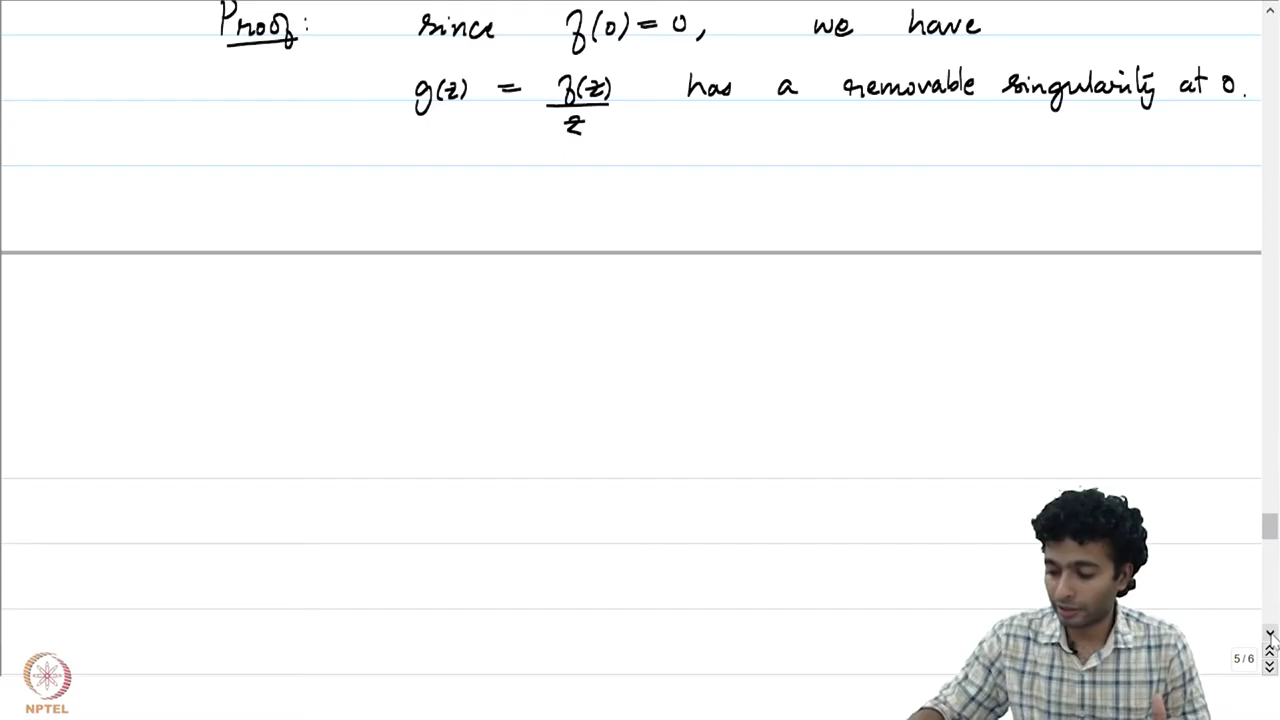 Proof: since f(0) = 0, we have
g(z) = f(z)/z has a removable singularity at 0.
5 / 6
NPTEL